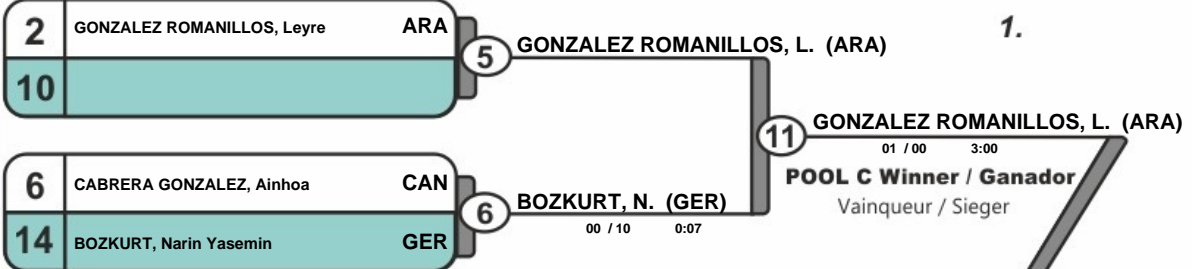 2 GONZALEZ ROMANILLOS, Leyre ARA
10
5
GONZALEZ ROMANILLOS, L. (ARA)
1.
6 CABRERA GONZALEZ, Ainhoa CAN
14 BOZKURT, Narin Yasemin GER
6
BOZKURT, N. (GER)
00 / 10 0:07
11
GONZALEZ ROMANILLOS, L. (ARA)
01 / 00 3:00
POOL C Winner / Ganador
Vainqueur / Sieger